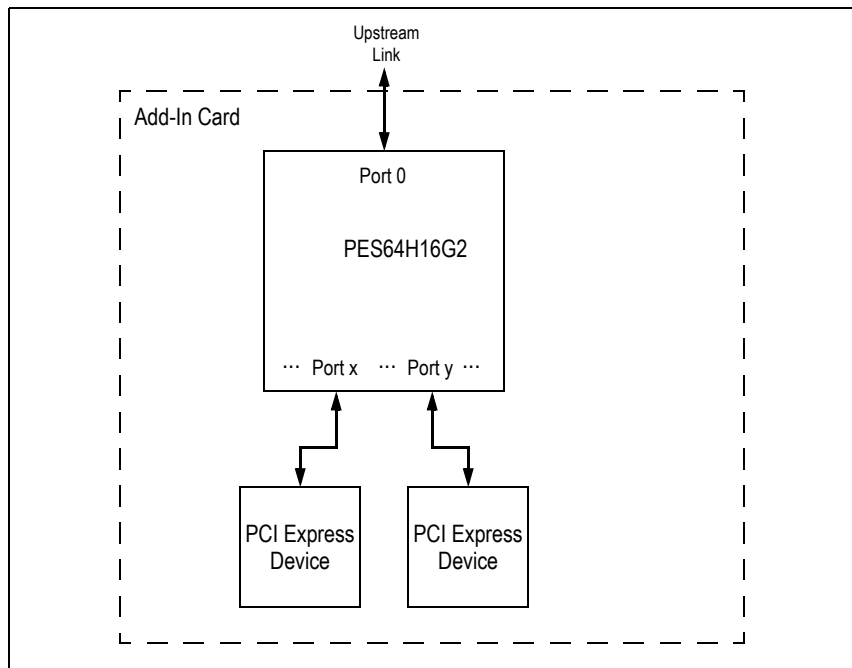 Upstream
Link
Add-In Card
Port 0
PES64H16G2
··· Port x ··· Port y ···
PCI Express
Device
PCI Express
Device